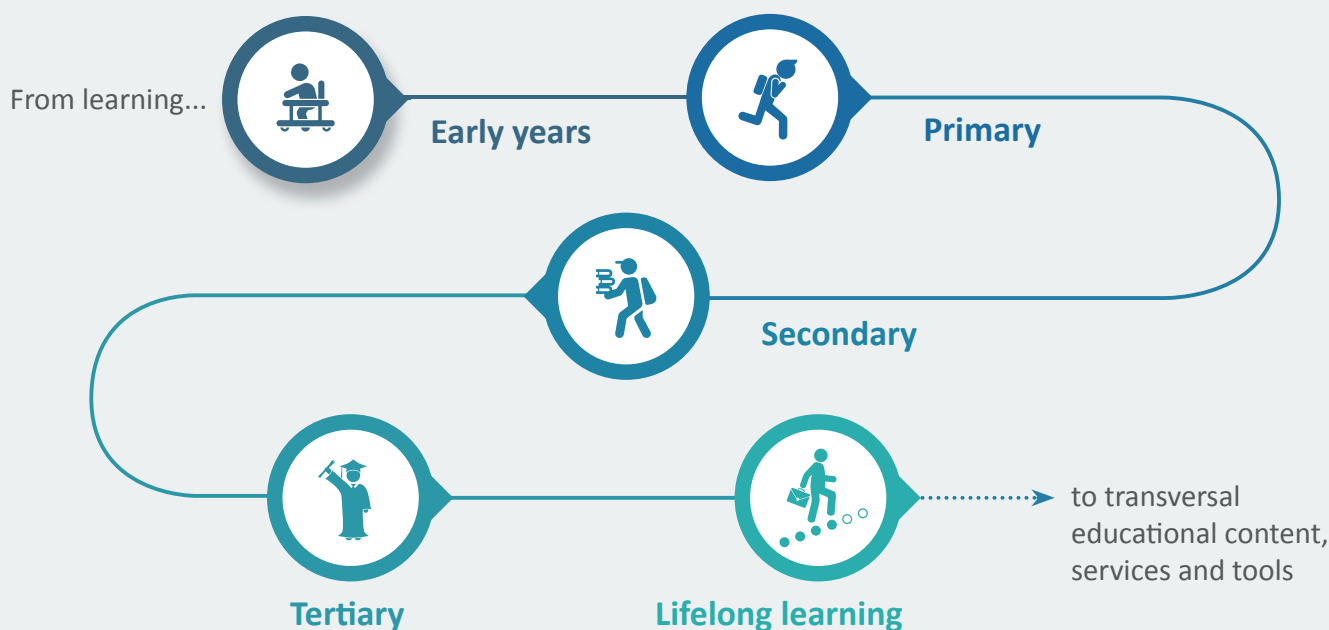 From learning...
Early years
Primary
Secondary
Tertiary
Lifelong learning
to transversal
educational content,
services and tools